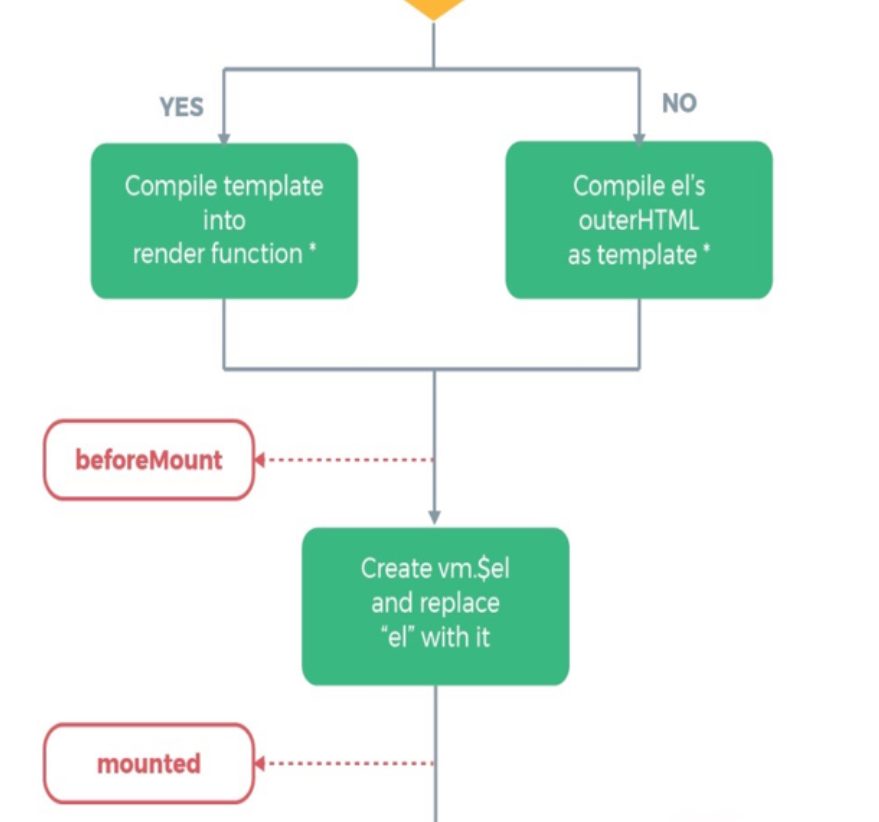 YES
NO
Compile template
into
render function *
Compile el's
outerHTML
as template *
beforeMount
Create vm.$el
and replace
“el” with it
mounted